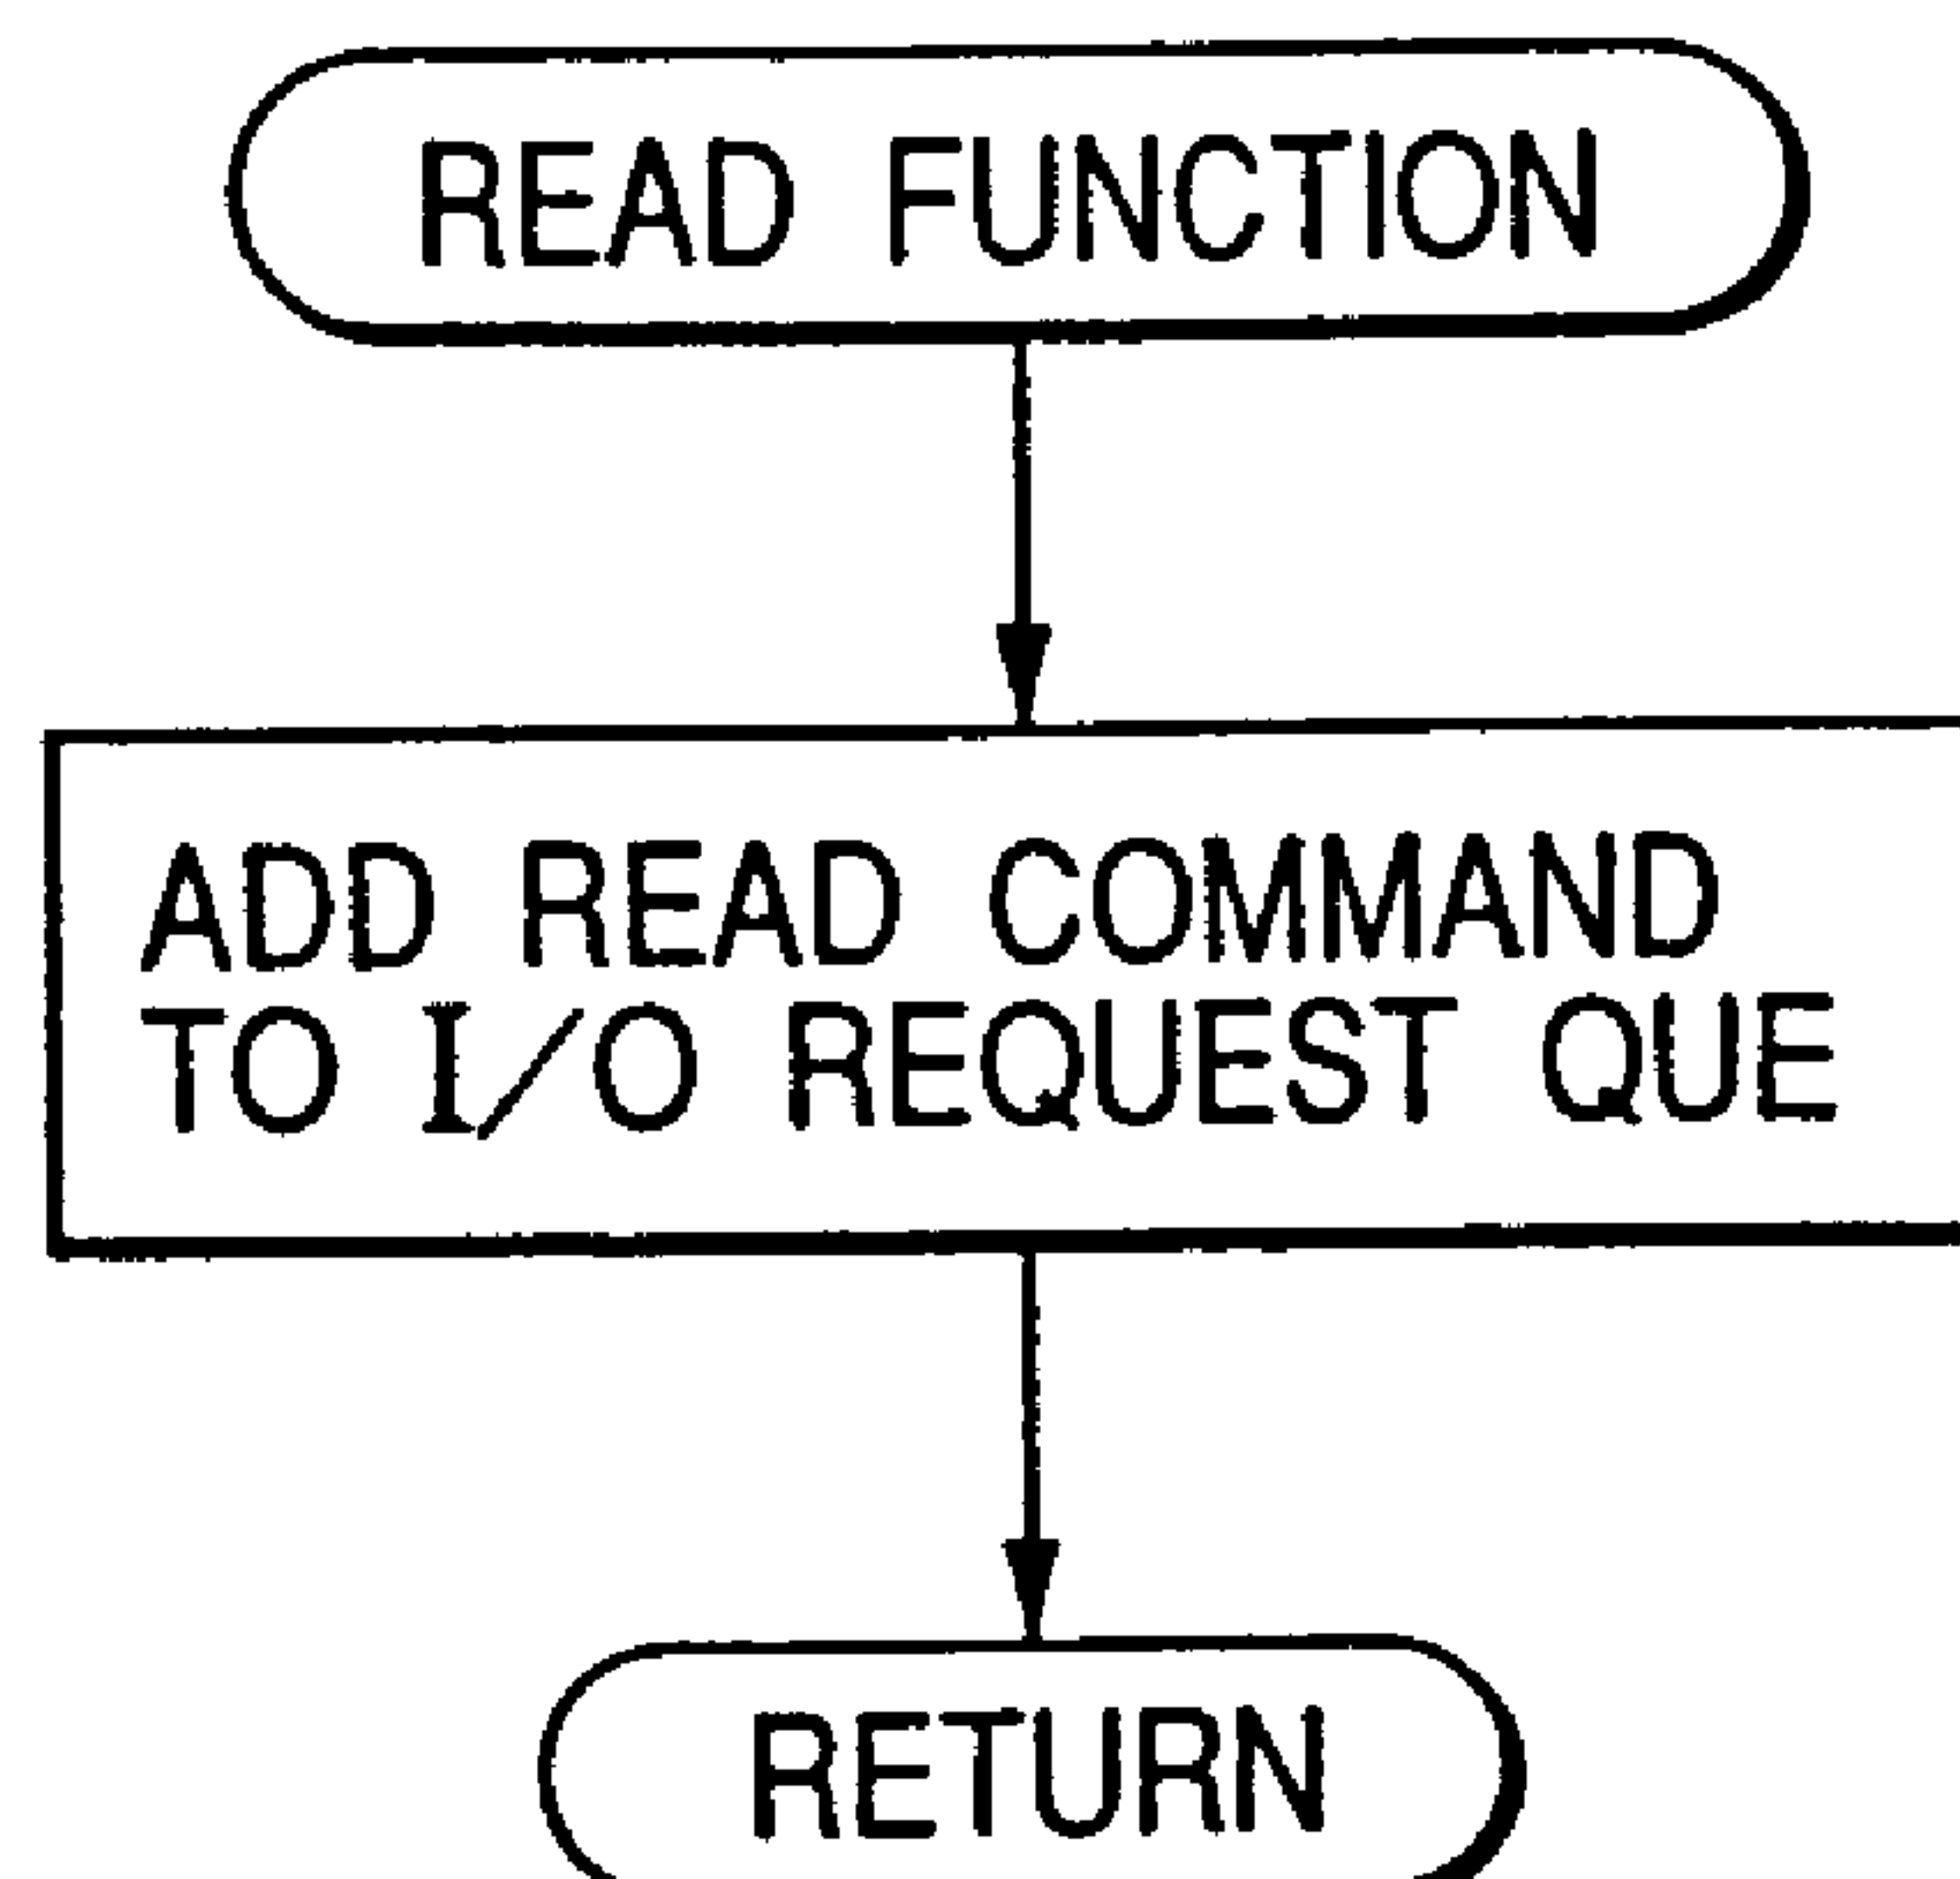 READ FUNCTION
ADD READ COMMAND
TO I/O REQUEST QUE
RETURN